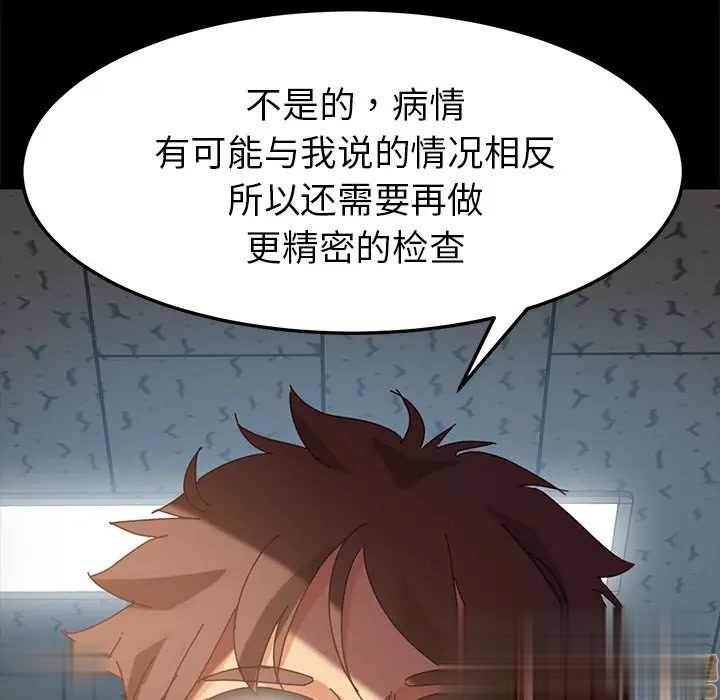 不是的，病情
有可能与我说的情况相反
所以还需要再做
更精密的检查